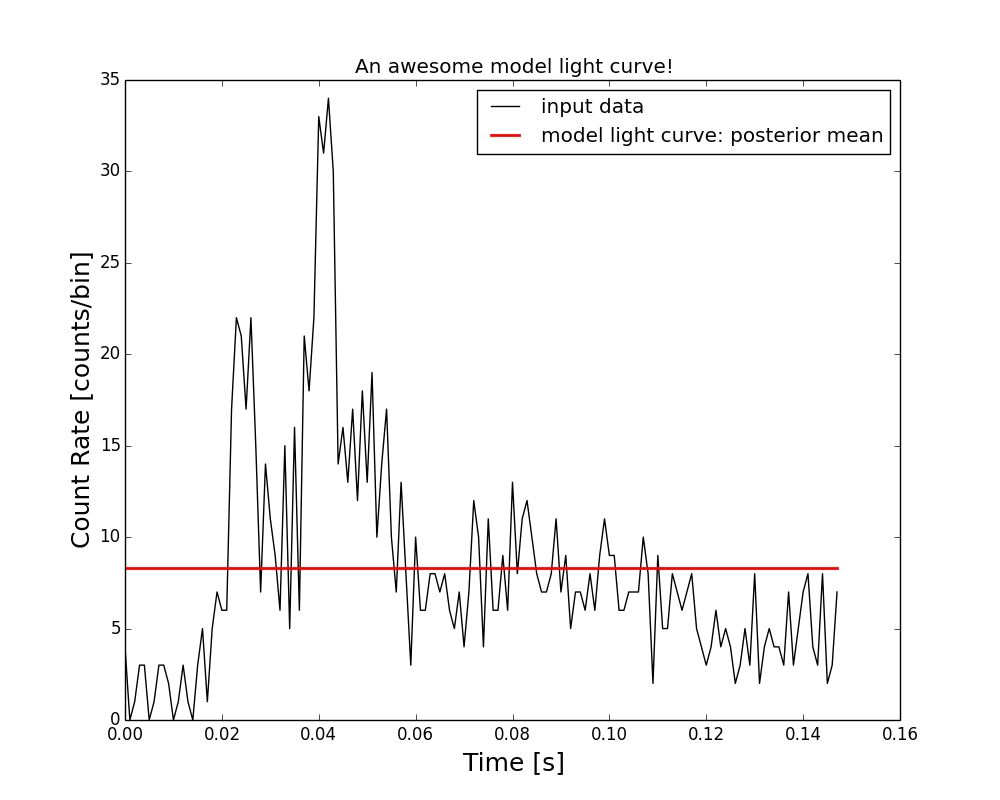 An awesome model light curve!
35
30
25
20
15
10
5
0
Count Rate [counts/bin]
input data
model light curve: posterior mean
0.00 0.02 0.04 0.06 0.08 0.10 0.12 0.14 0.16
Time [s]